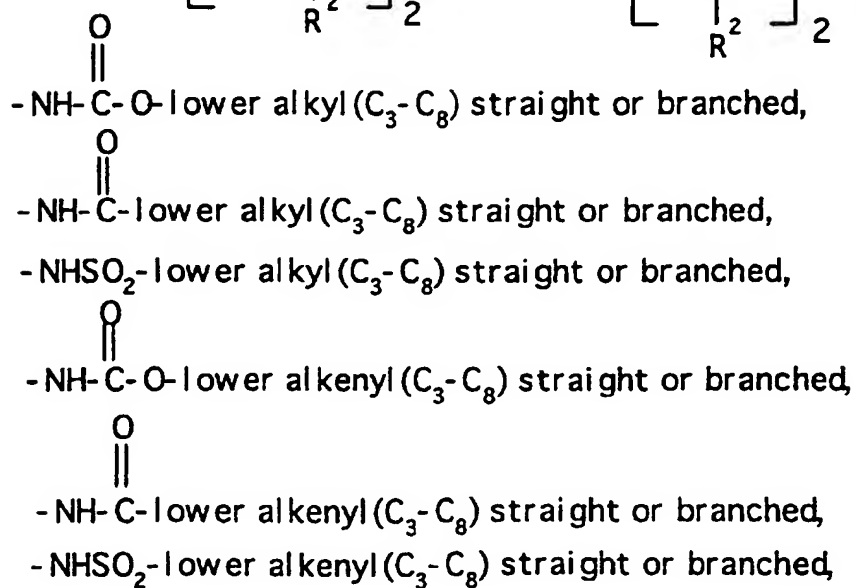 O [ R² ]₂ [ R² ]₂
||
-NH-C-O-lower alkyl(C₃-C₈) straight or branched,
O
||
-NH-C-lower alkyl(C₃-C₈) straight or branched,
-NHSO₂-lower alkyl(C₃-C₈) straight or branched,
O
||
-NH-C-O-lower alkenyl(C₃-C₈) straight or branched,
O
||
-NH-C-lower alkenyl(C₃-C₈) straight or branched,
-NHSO₂-lower alkenyl(C₃-C₈) straight or branched,